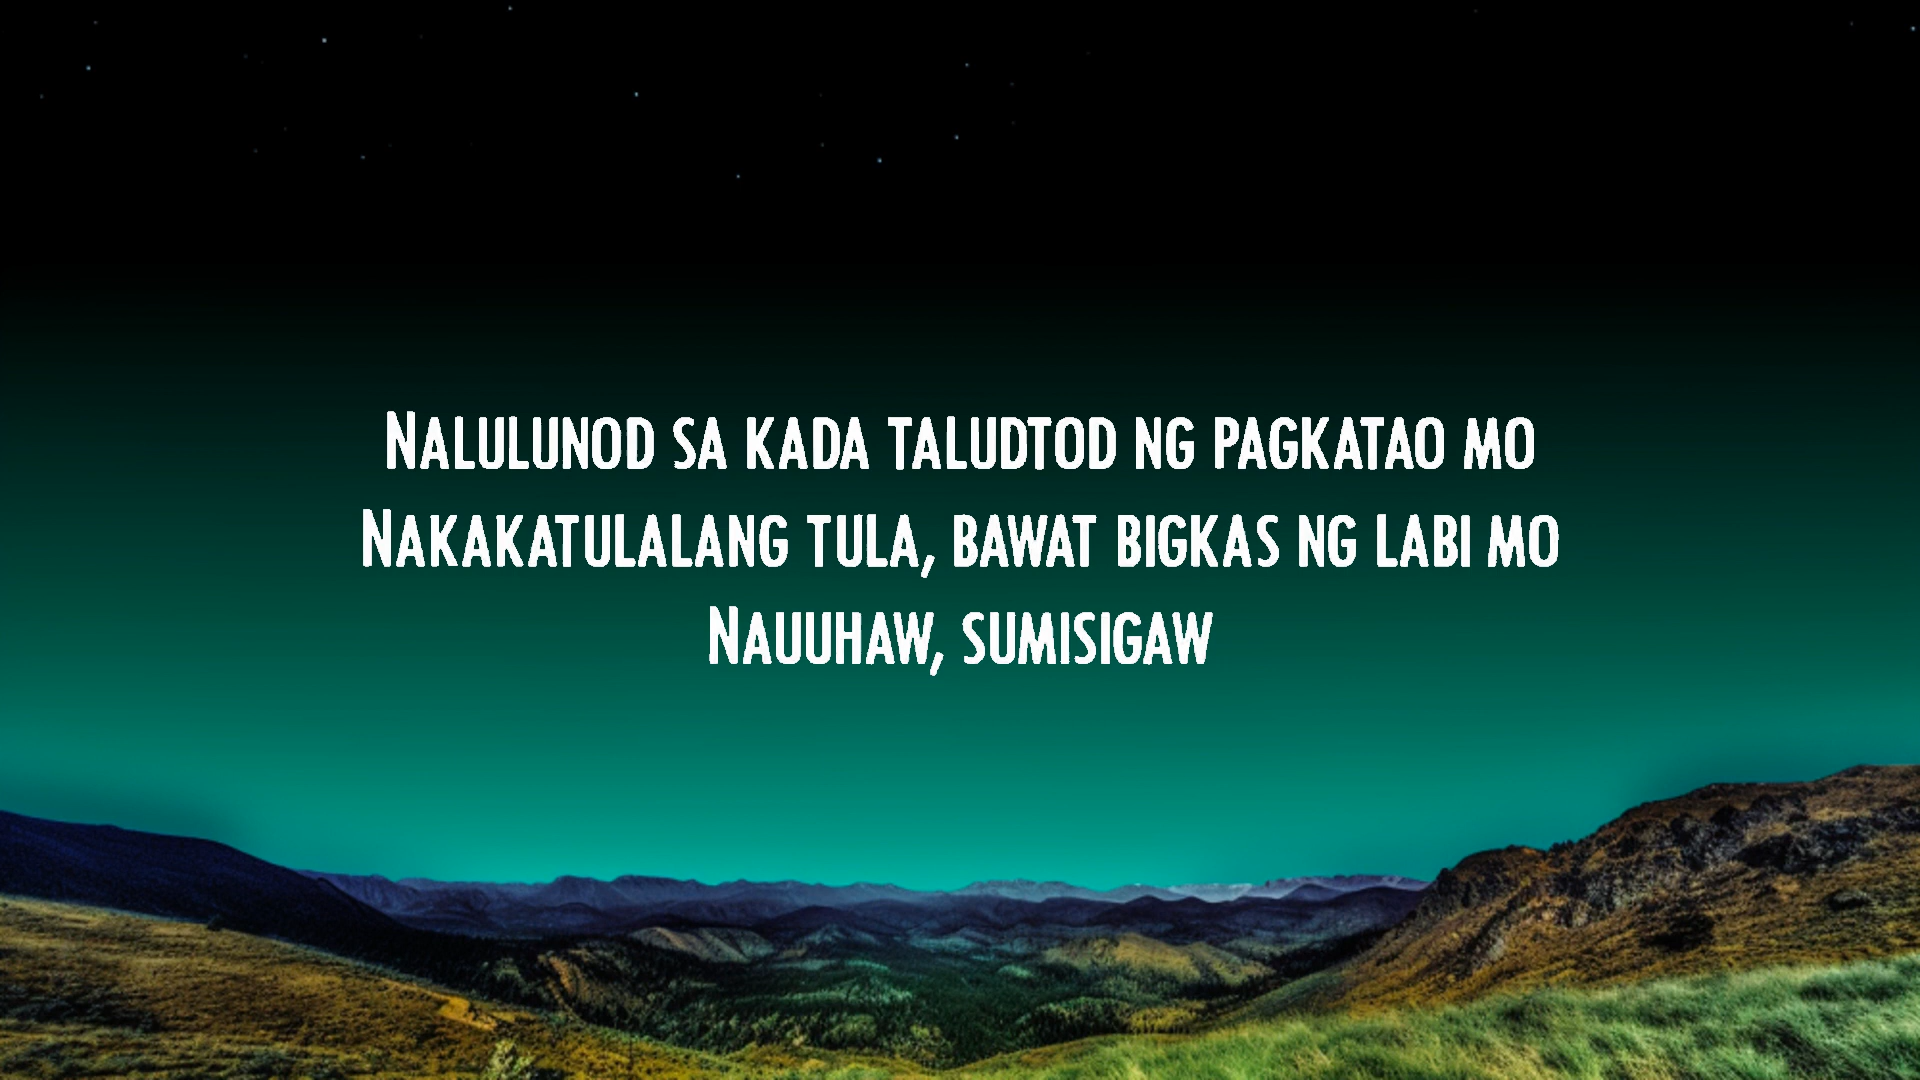 Nalulunod sa kada taludtod ng pagkatao mo
Nakakatulalang tula, bawat bigkas ng labi mo
Nauuhaw, sumisigaw